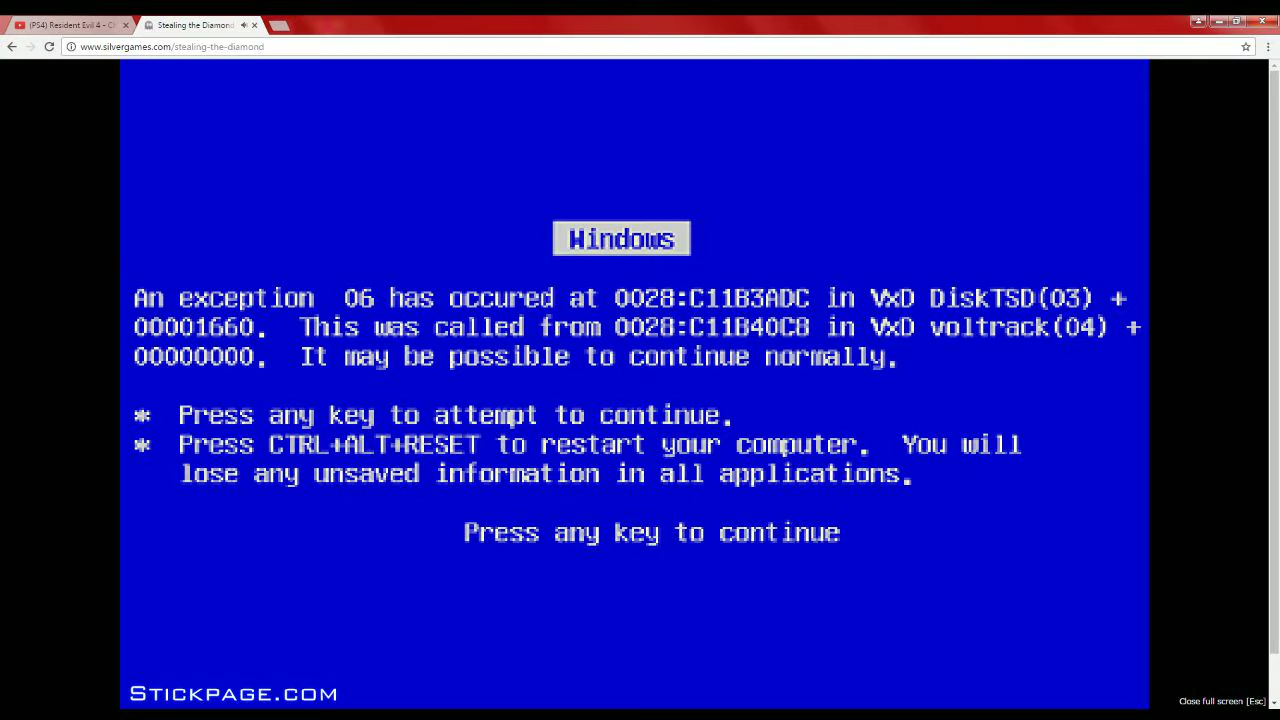 (PS4) Resident Evil 4 - C
Stealing the Diamond
www.silvergames.com/stealing-the-diamond
Windows
An exception 06 has occured at 0028:C11B3ADC in VxD DiskTSD(03) +
00001660. This was called from 0028:C11B40C8 in VxD voltrack(04) +
00000000. It may be possible to continue normally.
* Press any key to attempt to continue.
* Press CTRL+ALT+RESET to restart your computer. You will
lose any unsaved information in all applications.
Press any key to continue
STICKPAGE.COM
Close full screen [Esc]